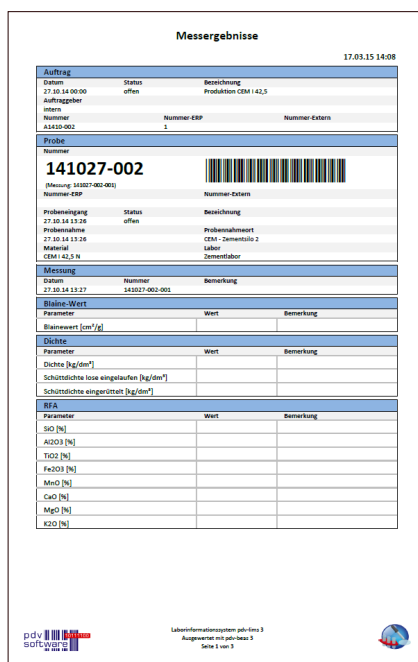 Messergebnisse
17.03.15 14:08
Auftrag
Datum Status Bezeichnung
27.10.14 00:00 offen Produktion CEM I 42,5
Auftraggeber
intern
Nummer Nummer-ERP Nummer-Extern
A1410-002 1
Probe
Nummer
141027-002
(Messung: 141027-002-001)
Nummer-ERP Nummer-Extern
Probeneingang Status Bezeichnung
27.10.14 13:26 offen
Probennahme Probennahmeort
27.10.14 13:26 CEM - Zementsilo 2
Material Labor
CEM I 42,5 N Zementlabor
Messung
Datum Nummer Bemerkung
27.10.14 13:27 141027-002-001
Blaine-Wert
Parameter Wert Bemerkung
Blainewert [cm²/g]
Dichte
Parameter Wert Bemerkung
Dichte [kg/dm³]
Schüttdichte lose eingelaufen [kg/dm³]
Schüttdichte eingerüttelt [kg/dm³]
RFA
Parameter Wert Bemerkung
SiO [%]
Al2O3 [%]
TiO2 [%]
Fe2O3 [%]
MnO [%]
CaO [%]
MgO [%]
K2O [%]
pdv
software
Laborinformationssystem pdv-lims 3
Ausgewertet mit pdv-beas 3
Seite 1 von 3